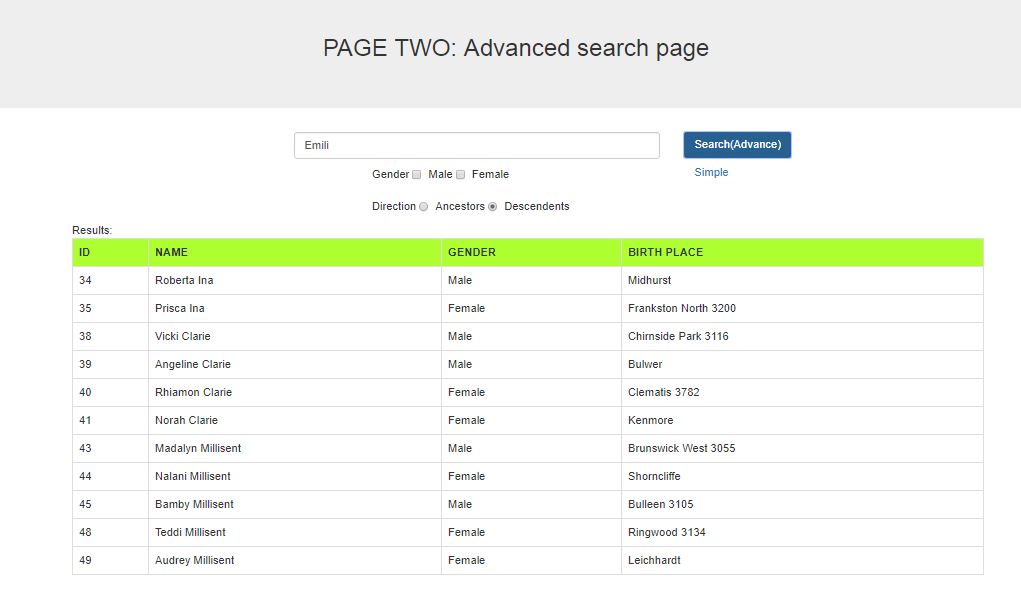 PAGE TWO: Advanced search page
Emili Search(Advance)
Gender Male Female Simple
Direction Ancestors Descendents
Results:
ID NAME GENDER BIRTH PLACE
34 Roberta Ina Male Midhurst
35 Prisca Ina Female Frankston North 3200
38 Vicki Clarie Male Chirnside Park 3116
39 Angeline Clarie Male Bulwer
40 Rhiamon Clarie Female Clematis 3782
41 Norah Clarie Female Kenmore
43 Madalyn Millisent Male Brunswick West 3055
44 Nalani Millisent Female Shorncliffe
45 Bamby Millisent Male Bulleen 3105
48 Teddi Millisent Female Ringwood 3134
49 Audrey Millisent Female Leichhardt